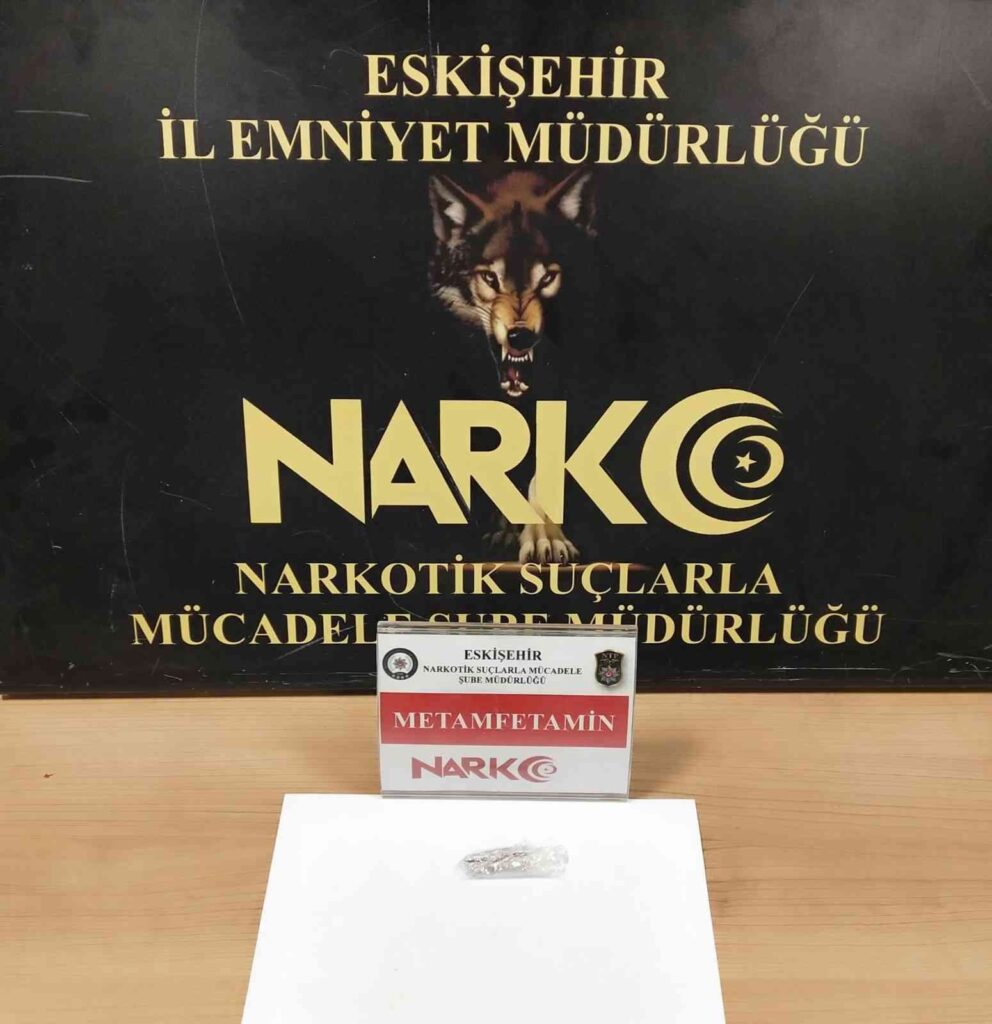 ESKİŞEHİR
İL EMNİYET MÜDÜRLÜĞÜ
NARKO
NARKOTİK SUÇLARLA
MÜCADELE ŞUBE MÜDÜRLÜĞÜ
ESKİŞEHİR
NARKOTİK SUÇLARLA MÜCADELE
ŞUBE MÜDÜRLÜĞÜ
METAMFETAMİN
NARKO